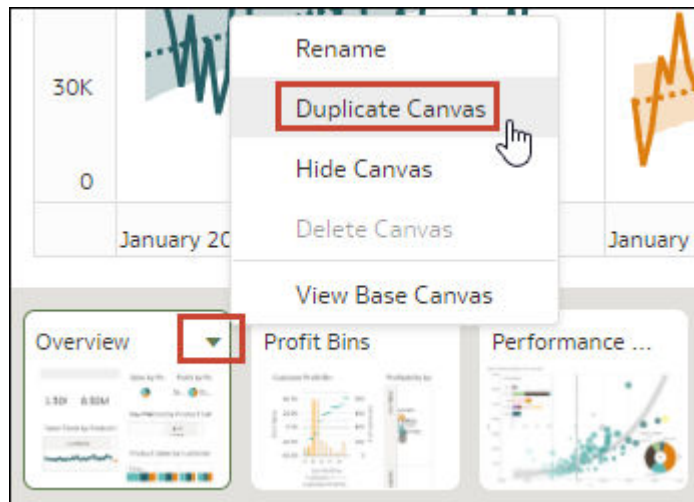 Rename
30K
Duplicate Canvas
Hide Canvas
0
Delete Canvas
January 20
January
View Base Canvas
Overview
Profit Bins
Performance ...